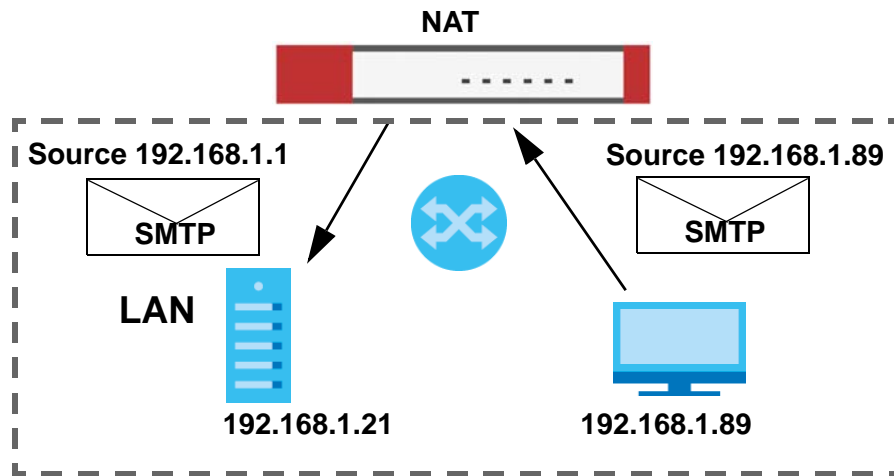 NAT
Source 192.168.1.1
Source 192.168.1.89
SMTP
SMTP
LAN
192.168.1.21
192.168.1.89